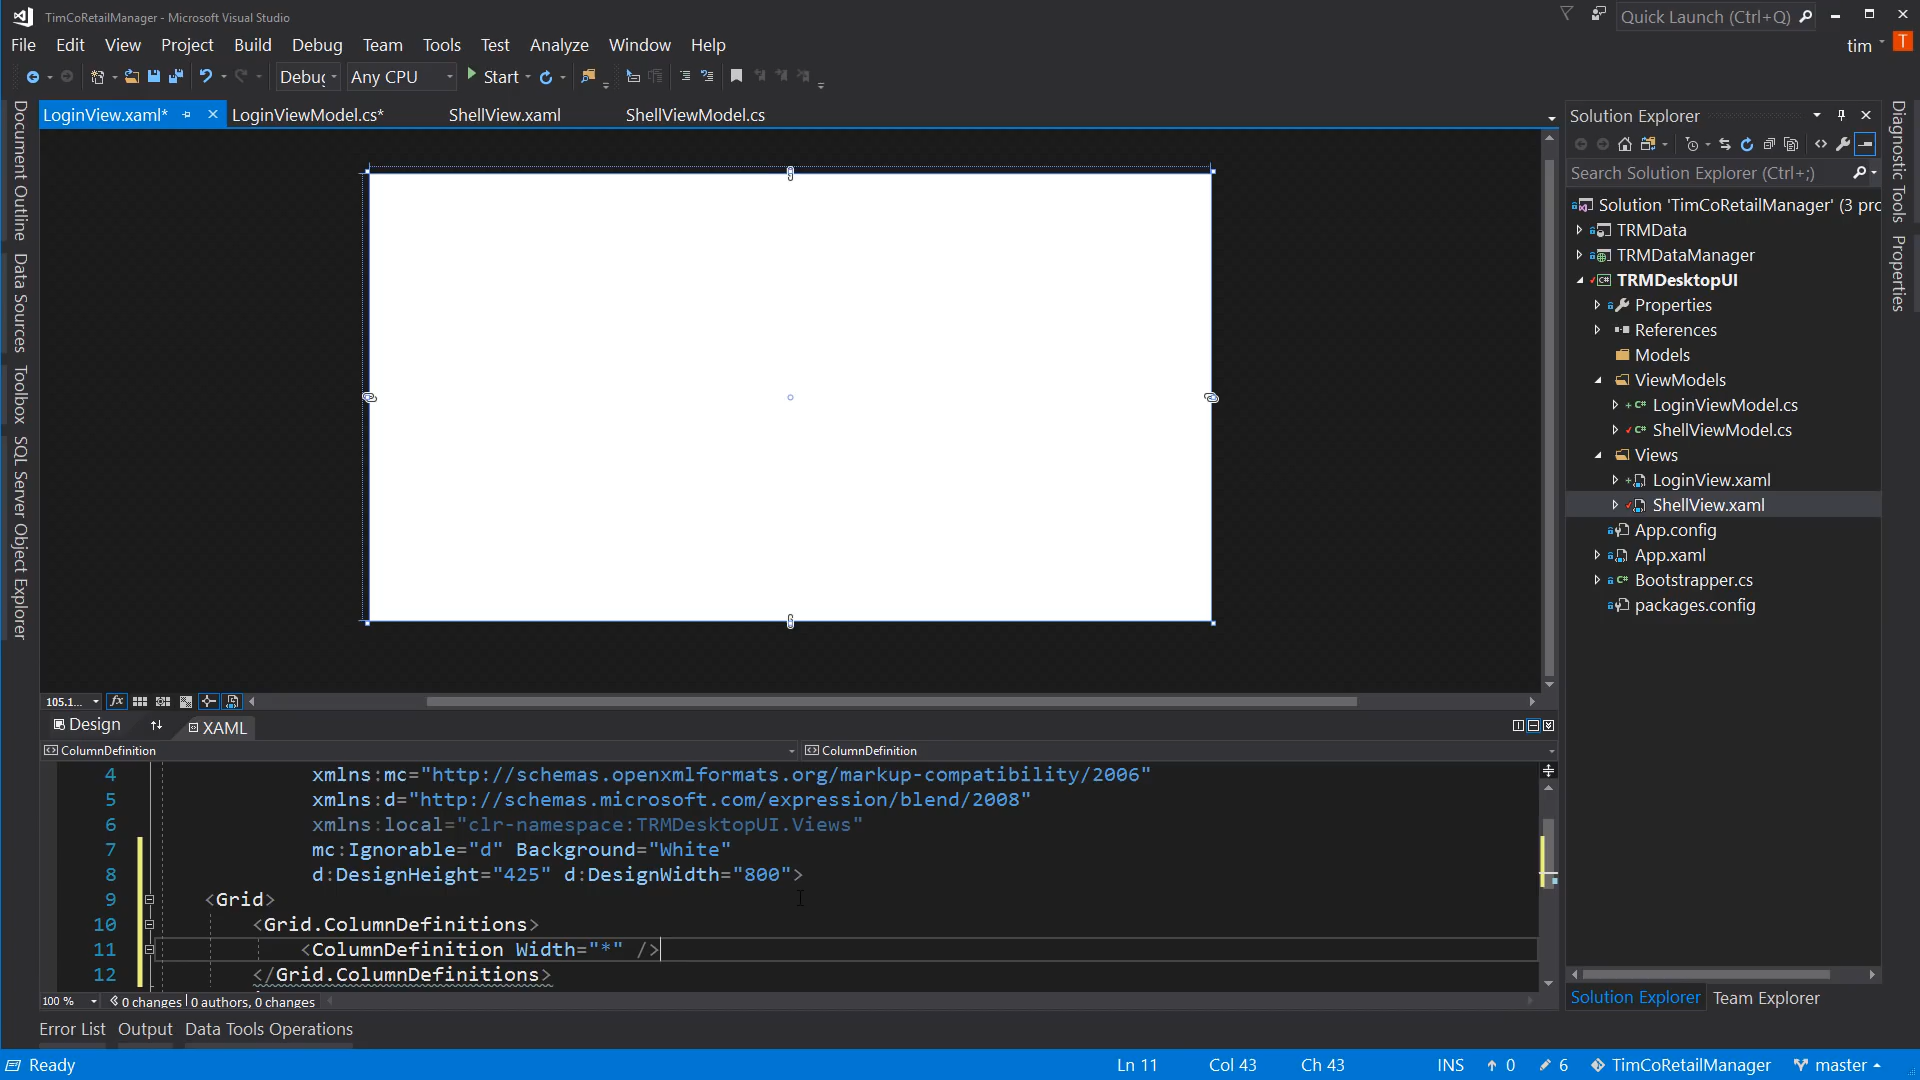 TimCoRetailManager - Microsoft Visual Studio
Quick Launch (Ctrl+Q)
File Edit View Project Build Debug Team Tools Test Analyze Window Help
tim T
Debug Any CPU Start
LoginView.xaml* LoginViewModel.cs* ShellView.xaml ShellViewModel.cs
Document Outline
Data Sources
Toolbox
SQL Server Object Explorer
105.1...
Design XAML
ColumnDefinition ColumnDefinition
4 xmlns:mc="http://schemas.openxmlformats.org/markup-compatibility/2006"
5 xmlns:d="http://schemas.microsoft.com/expression/blend/2008"
6 xmlns:local="clr-namespace:TRMDesktopUI.Views"
7 mc:Ignorable="d" Background="White"
8 d:DesignHeight="425" d:DesignWidth="800">
9 <Grid>
10 <Grid.ColumnDefinitions>
11 <ColumnDefinition Width="*" />
12 </Grid.ColumnDefinitions>
100 % 0 changes | 0 authors, 0 changes
Error List Output Data Tools Operations
Solution Explorer
Search Solution Explorer (Ctrl+;)
Solution 'TimCoRetailManager' (3 pro
TRMData
TRMDataManager
TRMDesktopUI
Properties
References
Models
ViewModels
LoginViewModel.cs
ShellViewModel.cs
Views
LoginView.xaml
ShellView.xaml
App.config
App.xaml
Bootstrapper.cs
packages.config
Solution Explorer Team Explorer
Diagnostic Tools
Properties
Ready Ln 11 Col 43 Ch 43 INS 0 6 TimCoRetailManager master